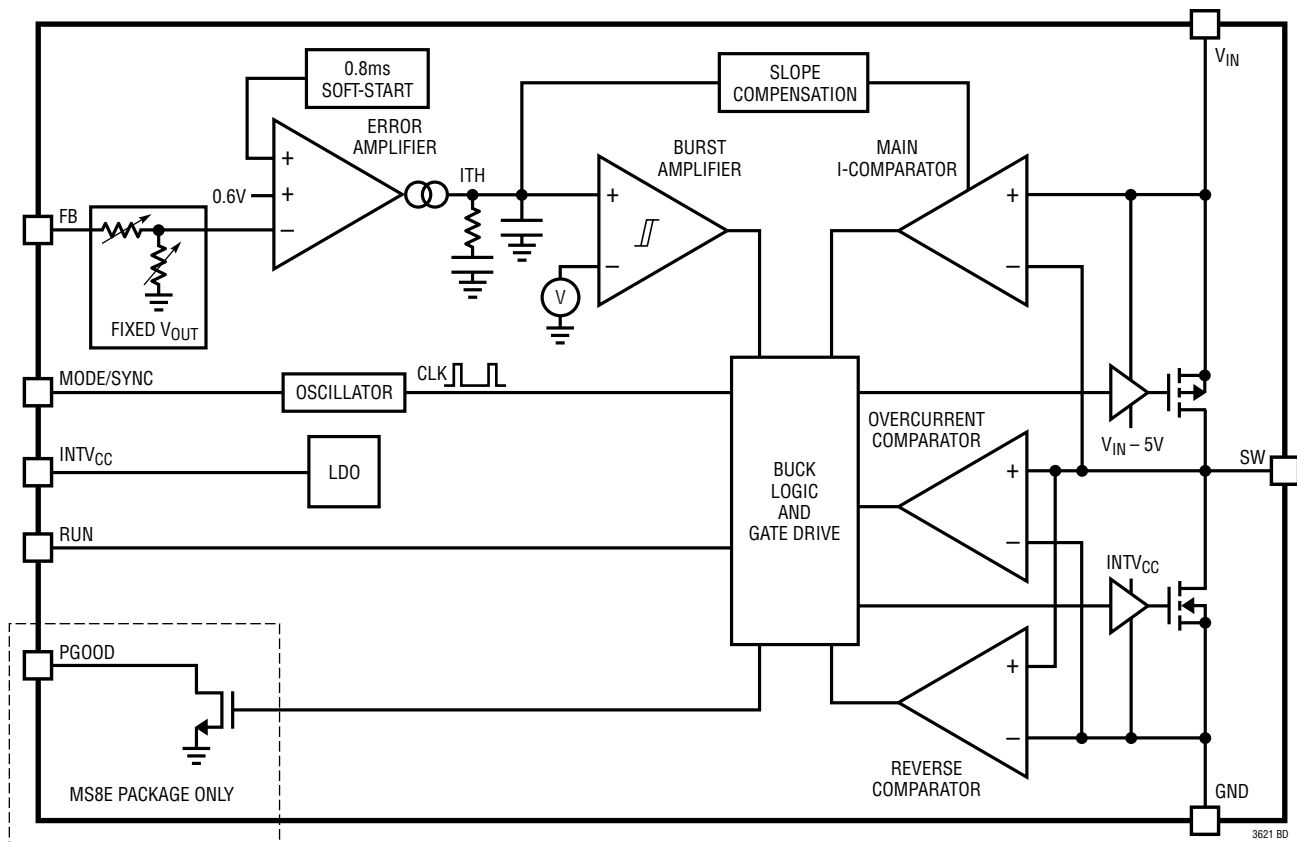 V_IN
0.8ms
SOFT-START
SLOPE
COMPENSATION
ERROR
AMPLIFIER
BURST
AMPLIFIER
MAIN
I-COMPARATOR
ITH
+
+
–
0.6V
FB
+
–
V
+
–
FIXED V_OUT
MODE/SYNC
OSCILLATOR
CLK
INTV_CC
LDO
RUN
BUCK
LOGIC
AND
GATE DRIVE
OVERCURRENT
COMPARATOR
+
–
V_IN – 5V
SW
INTV_CC
PGOOD
+
–
REVERSE
COMPARATOR
MS8E PACKAGE ONLY
GND
3621 BD